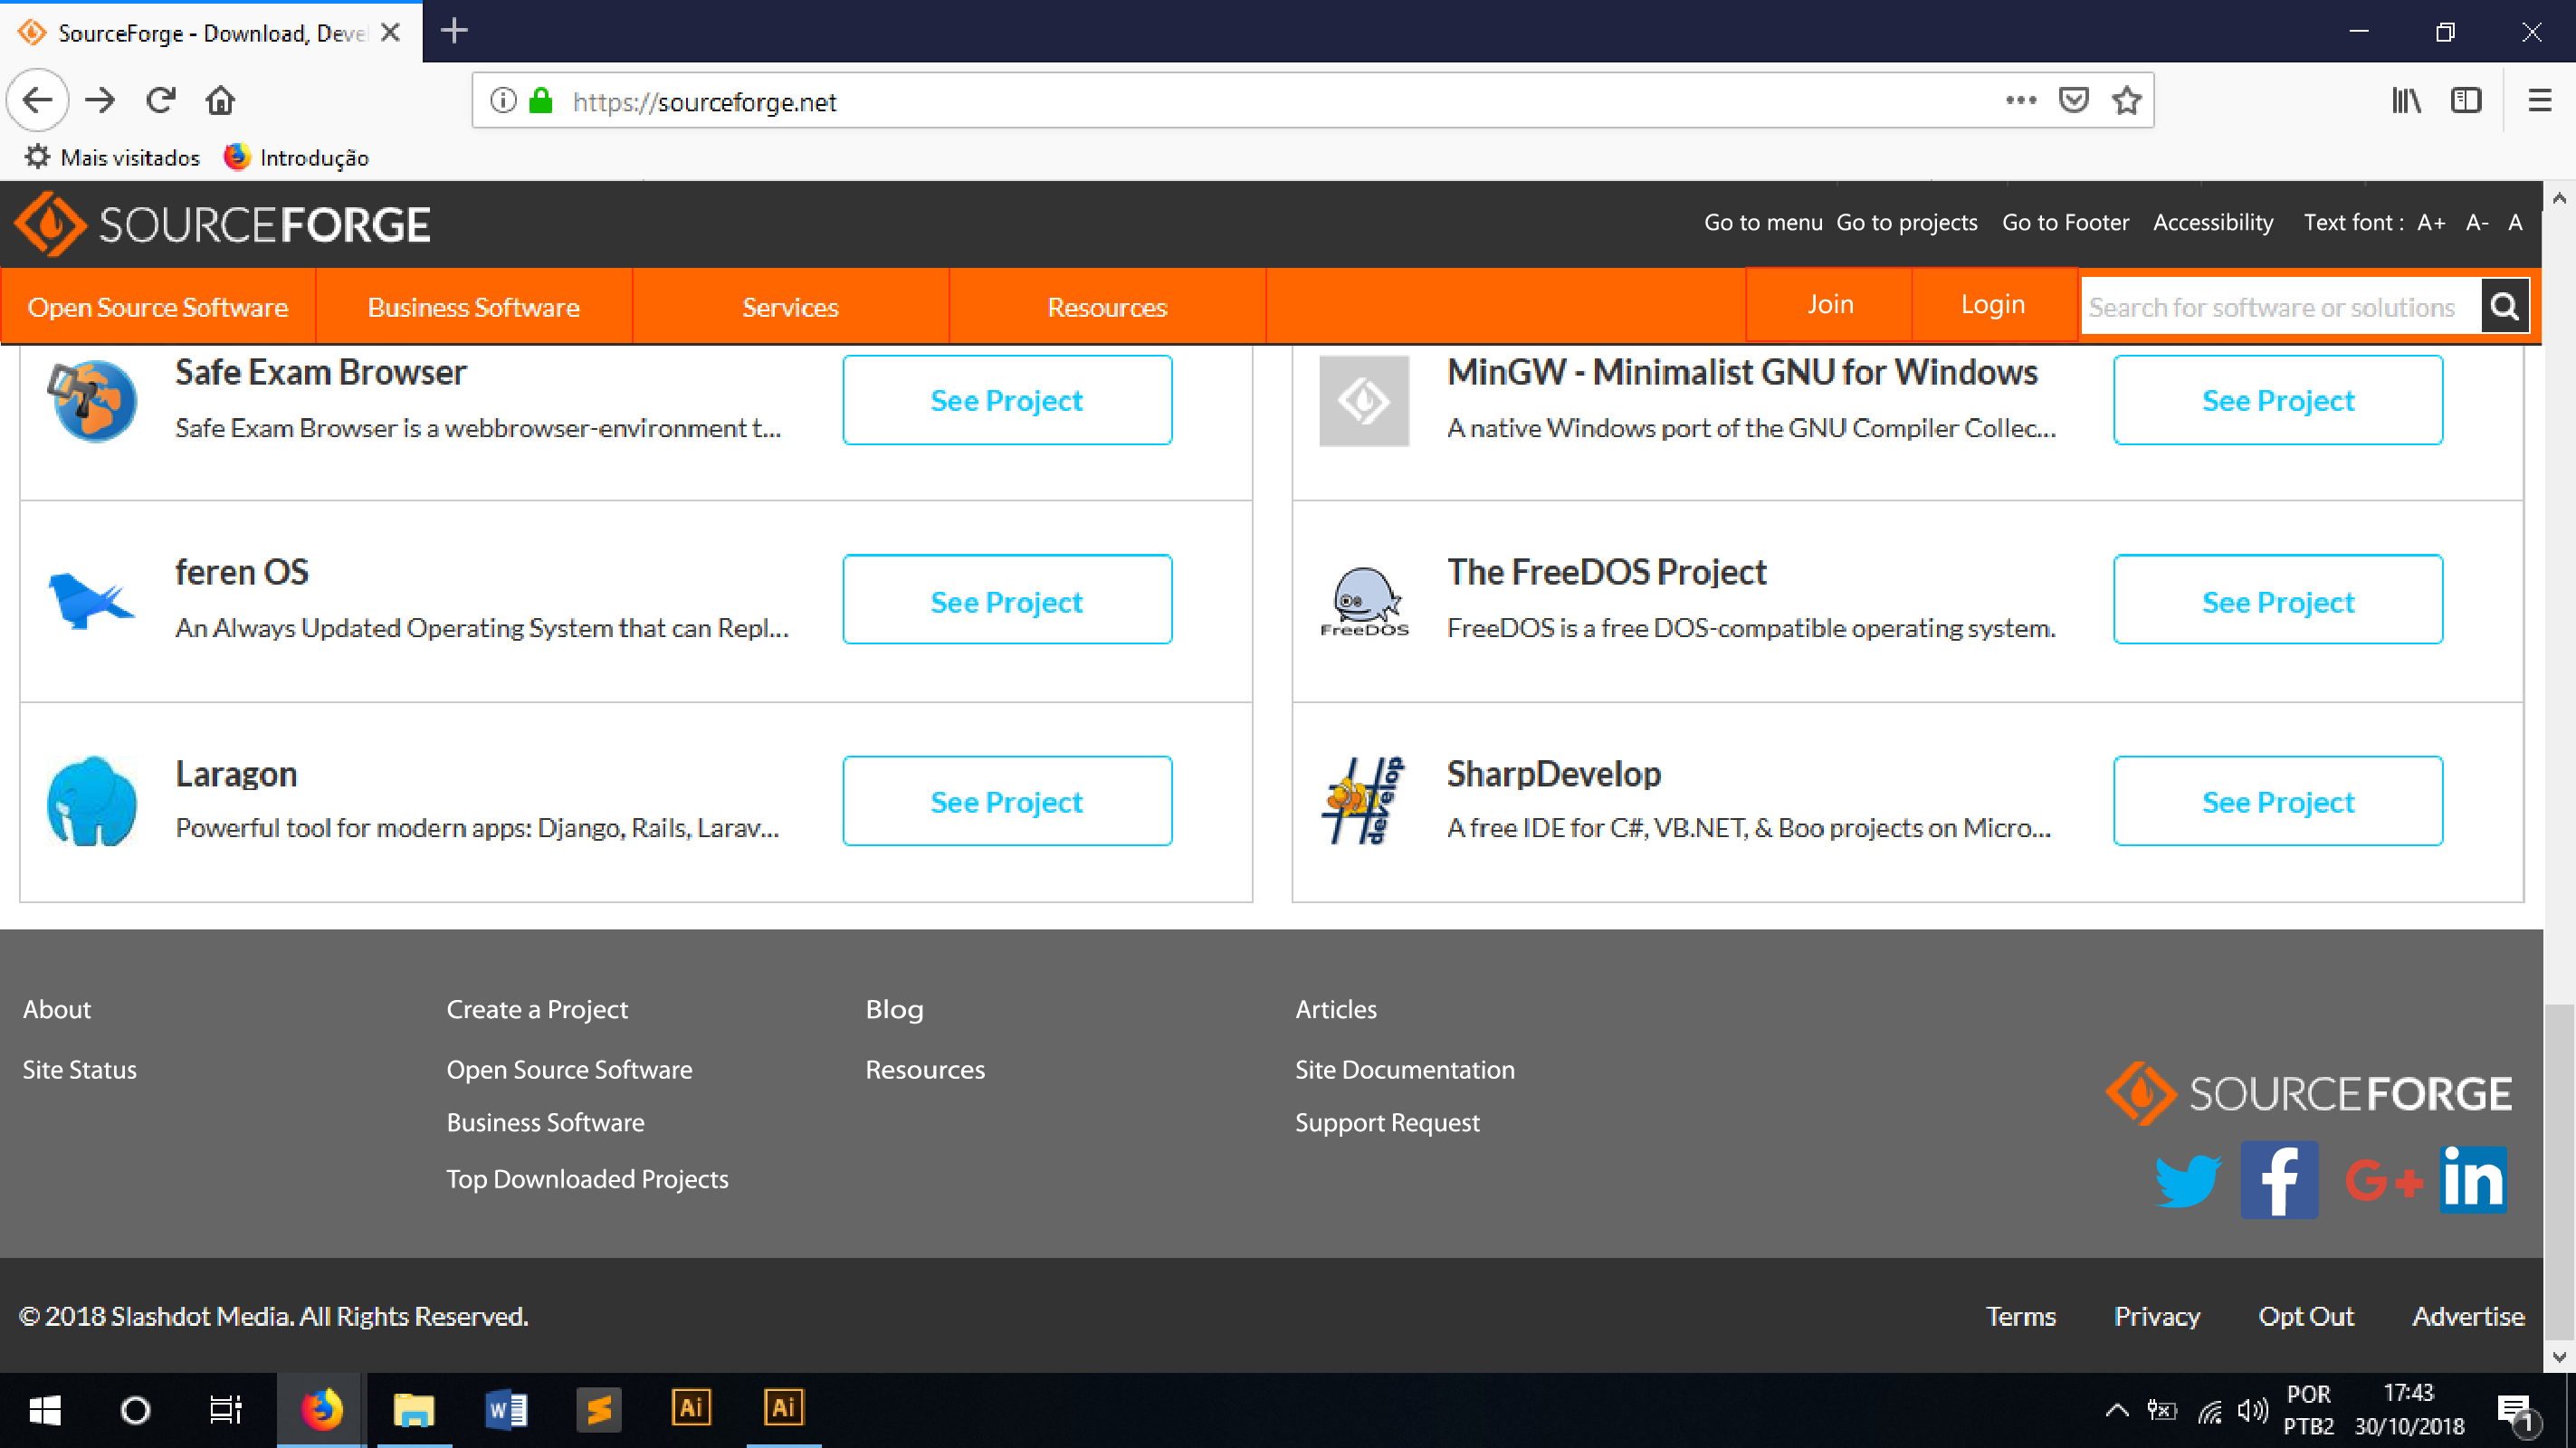 SourceForge - Download, Deve
https://sourceforge.net
Mais visitados Introdução
SOURCEFORGE
Go to menu Go to projects Go to Footer Accessibility Text font : A+ A- A
Open Source Software Business Software Services Resources Join Login Search for software or solutions
Safe Exam Browser
Safe Exam Browser is a webbrowser-environment t...
See Project
MinGW - Minimalist GNU for Windows
A native Windows port of the GNU Compiler Collec...
See Project
feren OS
An Always Updated Operating System that can Repl...
See Project
FreeDOS
The FreeDOS Project
FreeDOS is a free DOS-compatible operating system.
See Project
Laragon
Powerful tool for modern apps: Django, Rails, Larav...
See Project
develop
SharpDevelop
A free IDE for C#, VB.NET, & Boo projects on Micro...
See Project
About
Site Status
Create a Project
Open Source Software
Business Software
Top Downloaded Projects
Blog
Resources
Articles
Site Documentation
Support Request
SOURCEFORGE
f G+ in
© 2018 Slashdot Media. All Rights Reserved.
Terms Privacy Opt Out Advertise
W Ai Ai
POR
PTB2
17:43
30/10/2018
1